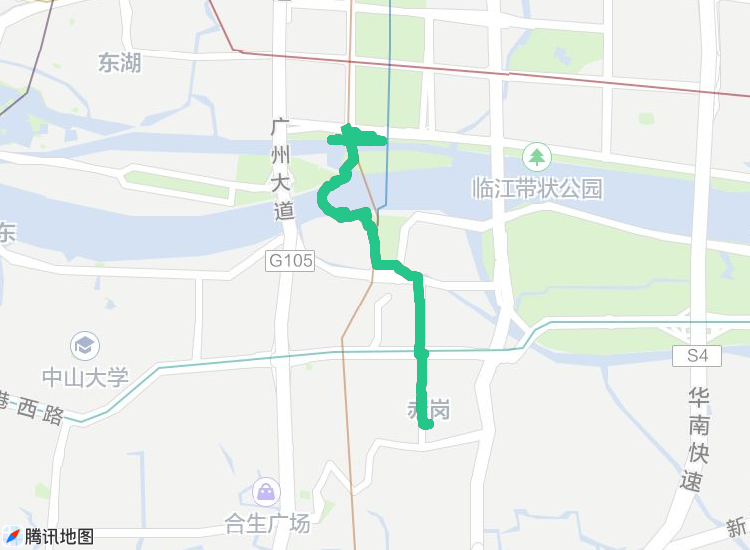 东湖
广州大道
临江带状公园
东
G105
S4
中山大学
港西路
赤岗
华南快速
合生广场
新
腾讯地图